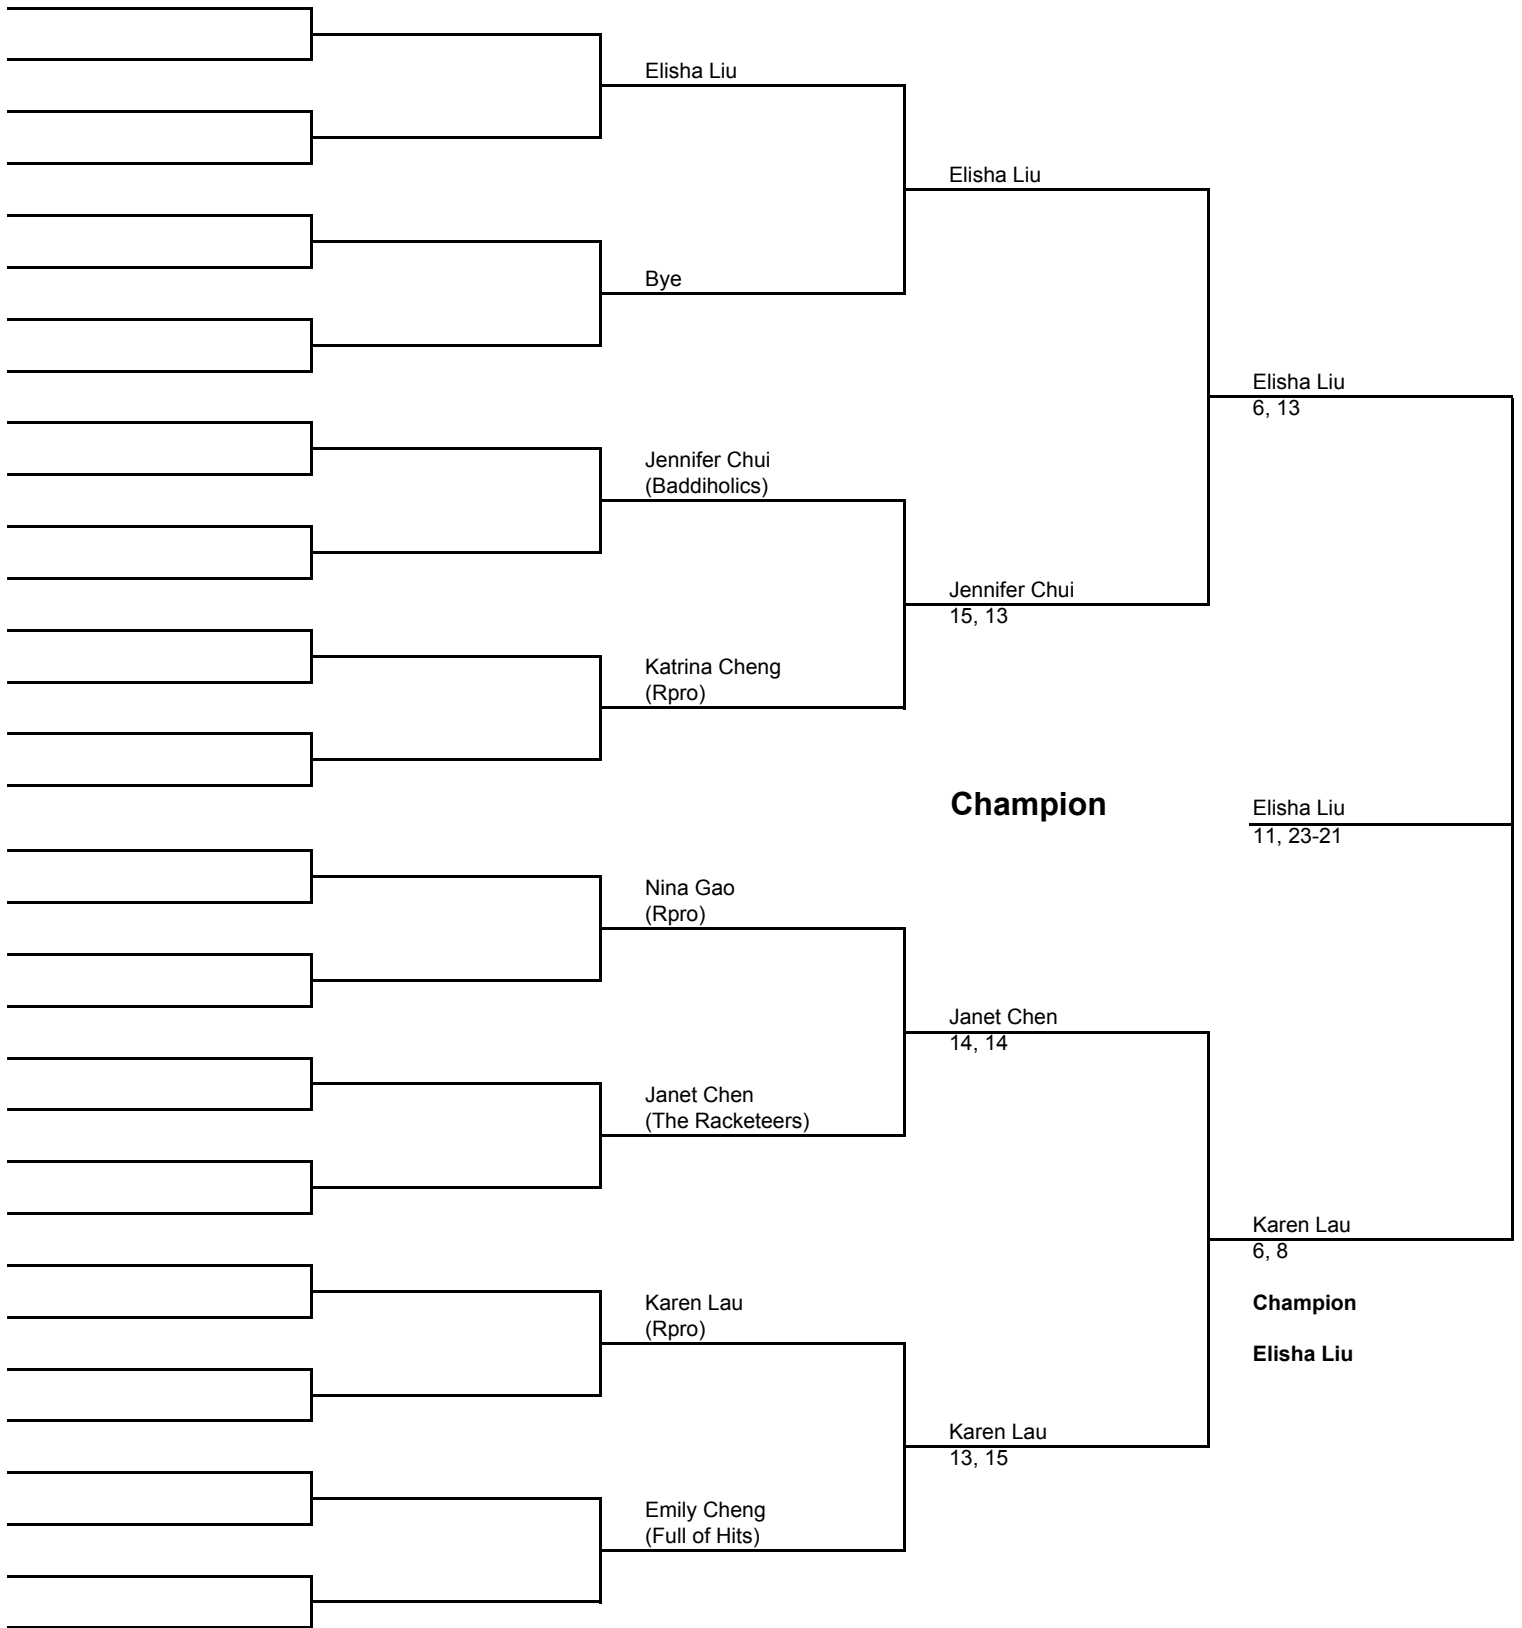 Elisha Liu
Elisha Liu
Bye
Elisha Liu
6, 13
Jennifer Chui
(Baddiholics)
Jennifer Chui
15, 13
Katrina Cheng
(Rpro)
Champion
Elisha Liu
11, 23-21
Nina Gao
(Rpro)
Janet Chen
14, 14
Janet Chen
(The Racketeers)
Karen Lau
6, 8
Karen Lau
(Rpro)
Champion
Elisha Liu
Karen Lau
13, 15
Emily Cheng
(Full of Hits)